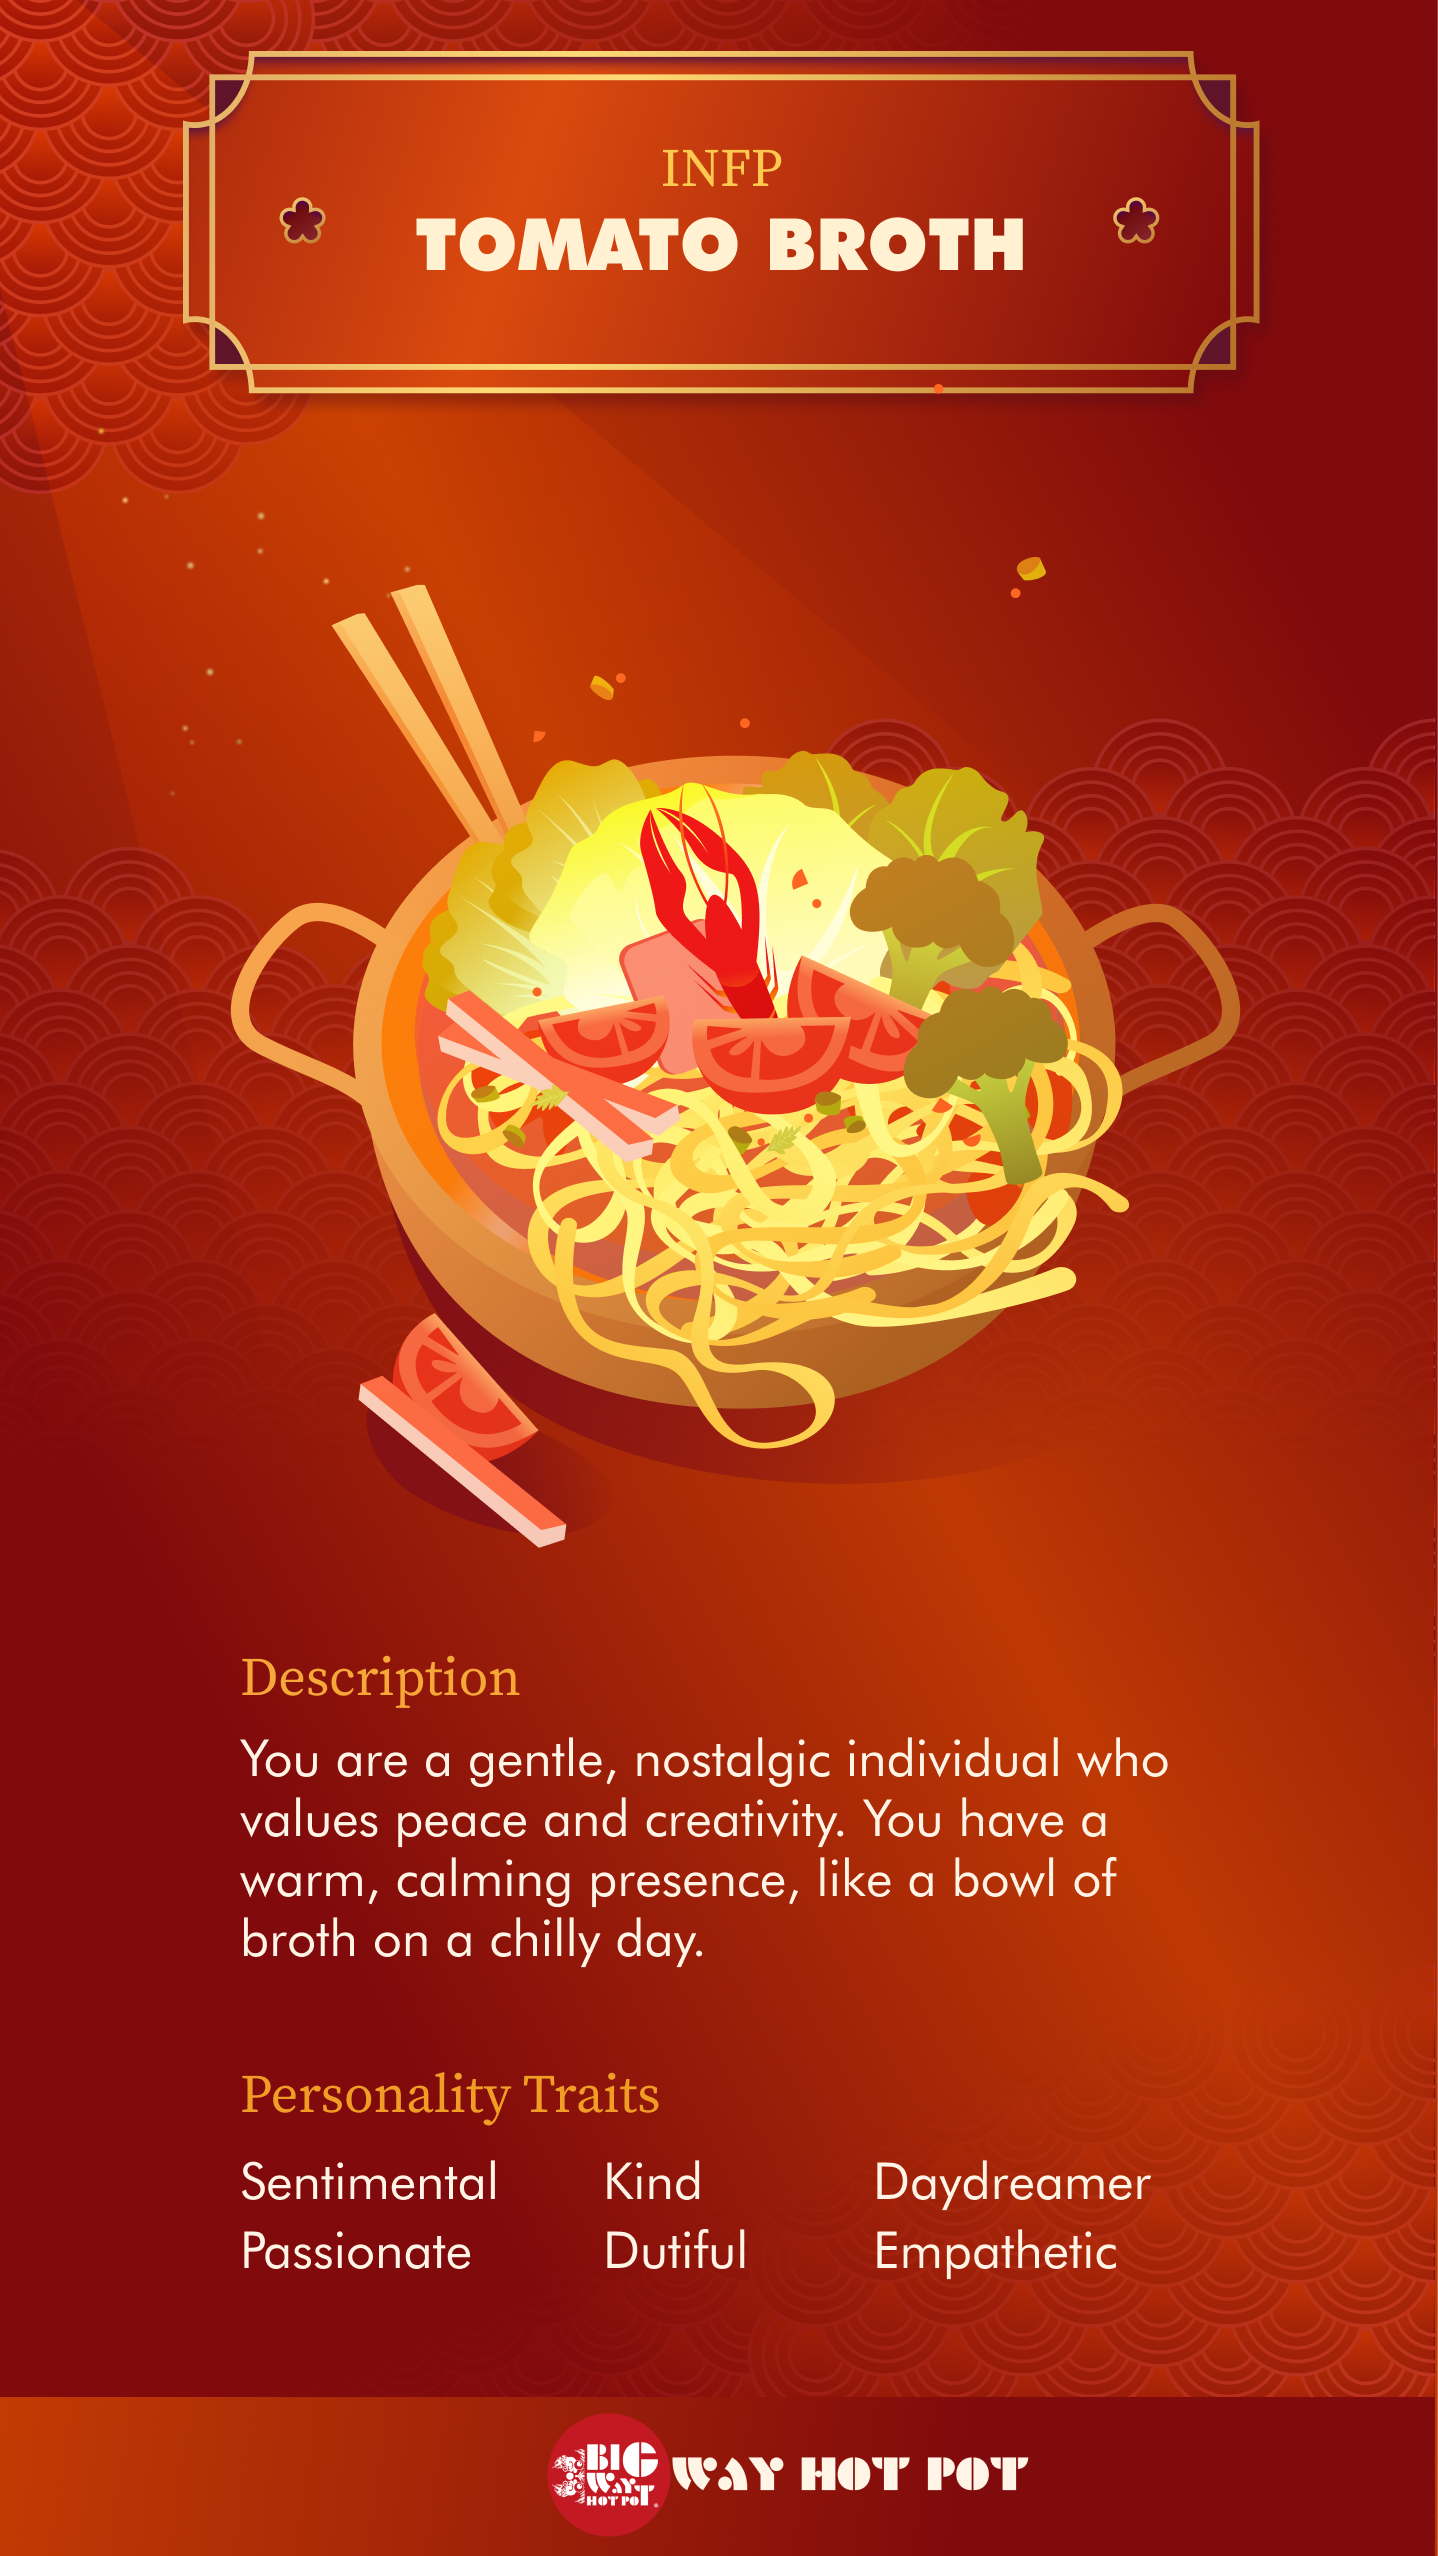 INFP
TOMATO BROTH
Description
You are a gentle, nostalgic individual who
values peace and creativity. You have a
warm, calming presence, like a bowl of
broth on a chilly day.
Personality Traits
Sentimental Kind Daydreamer
Passionate Dutiful Empathetic
BIG
WAY
HOT POT
WAY HOT POT